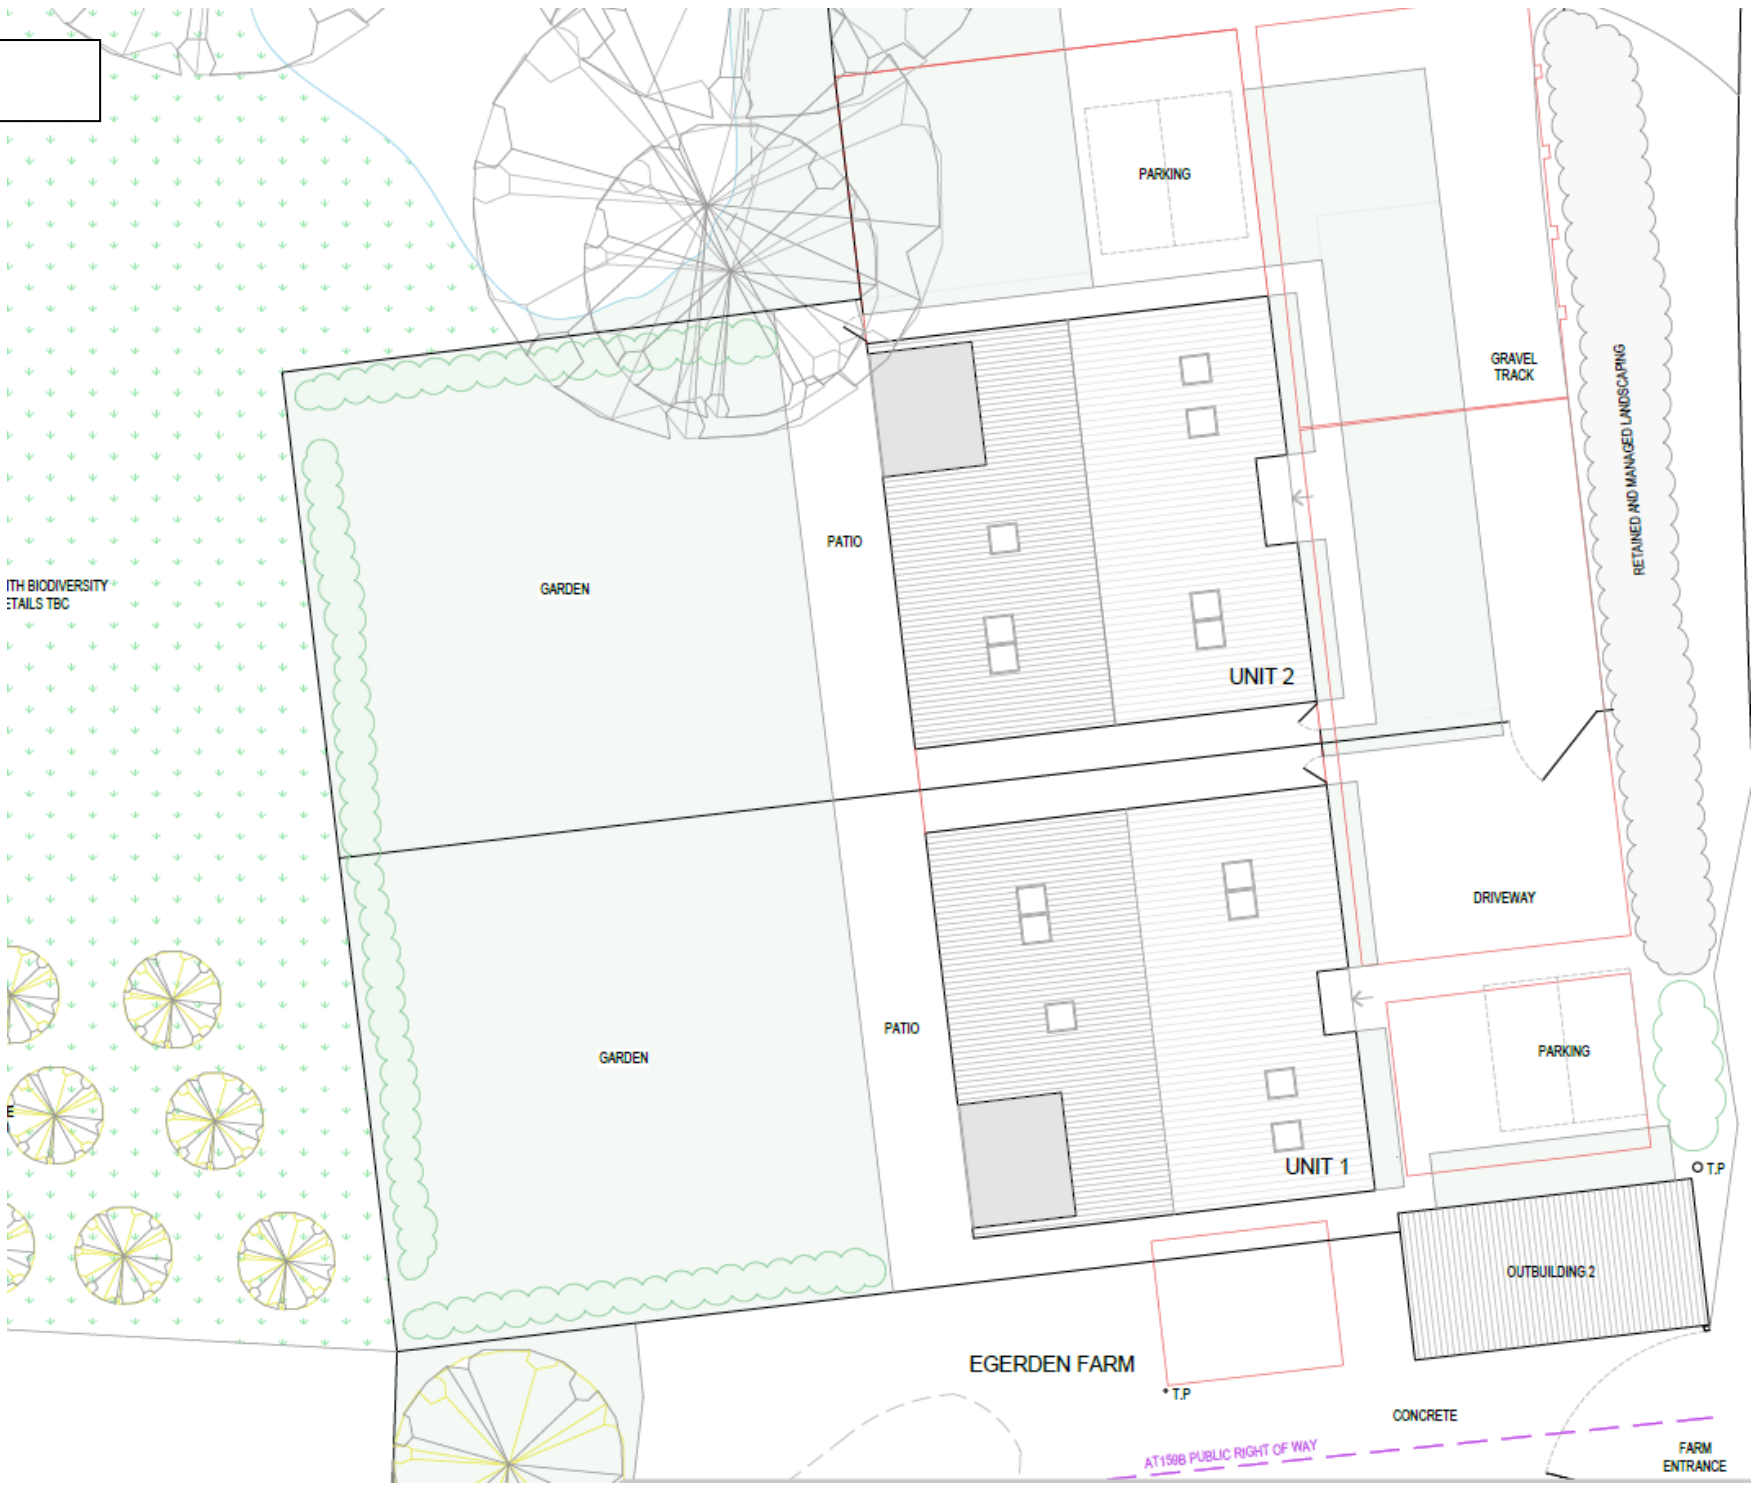 PARKING
GRAVEL
TRACK
RETAINED AND MANAGED LANDSCAPING
PATIO
GARDEN
ITH BIODIVERSITY
ETAILS TBC
UNIT 2
DRIVEWAY
PATIO
GARDEN
PARKING
E
UNIT 1
T.P
OUTBUILDING 2
EGERDEN FARM
T.P
CONCRETE
AT159B PUBLIC RIGHT OF WAY
FARM
ENTRANCE